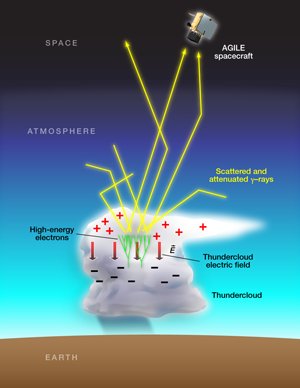 SPACE
AGILE
spacecraft
ATMOSPHERE
Scattered and
attenuated γ–rays
High-energy
electrons
E⃗
Thundercloud
electric field
Thundercloud
EARTH